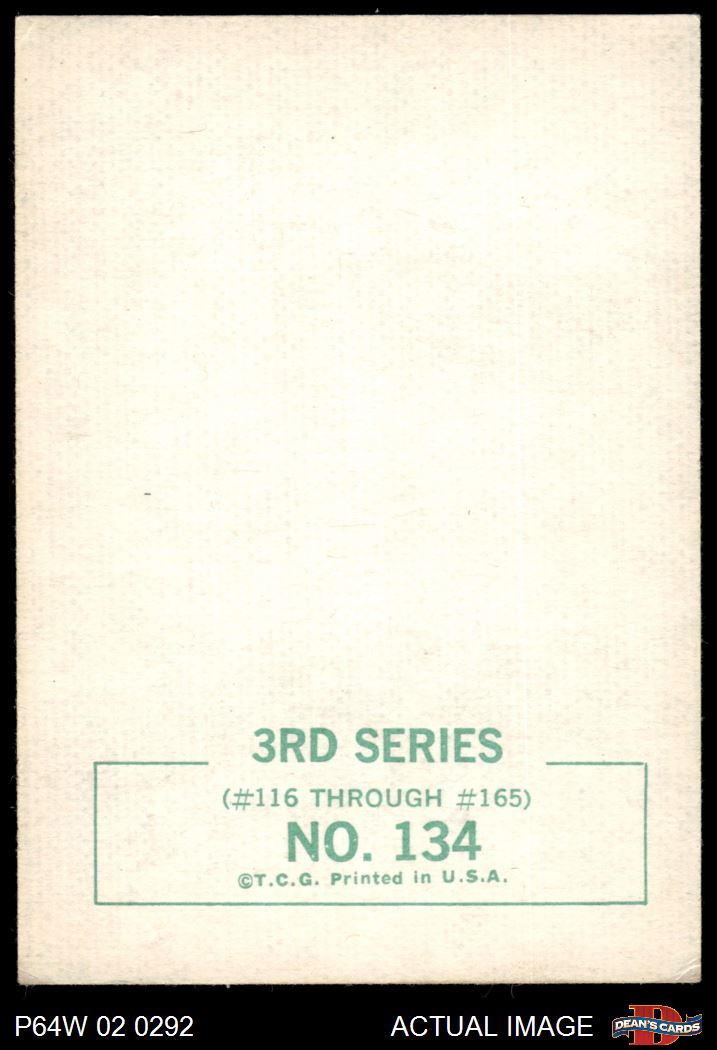 3RD SERIES
(#116 THROUGH #165)
NO. 134
©T.C.G. Printed in U.S.A.
P64W 02 0292
ACTUAL IMAGE
D
DEAN'S CARDS